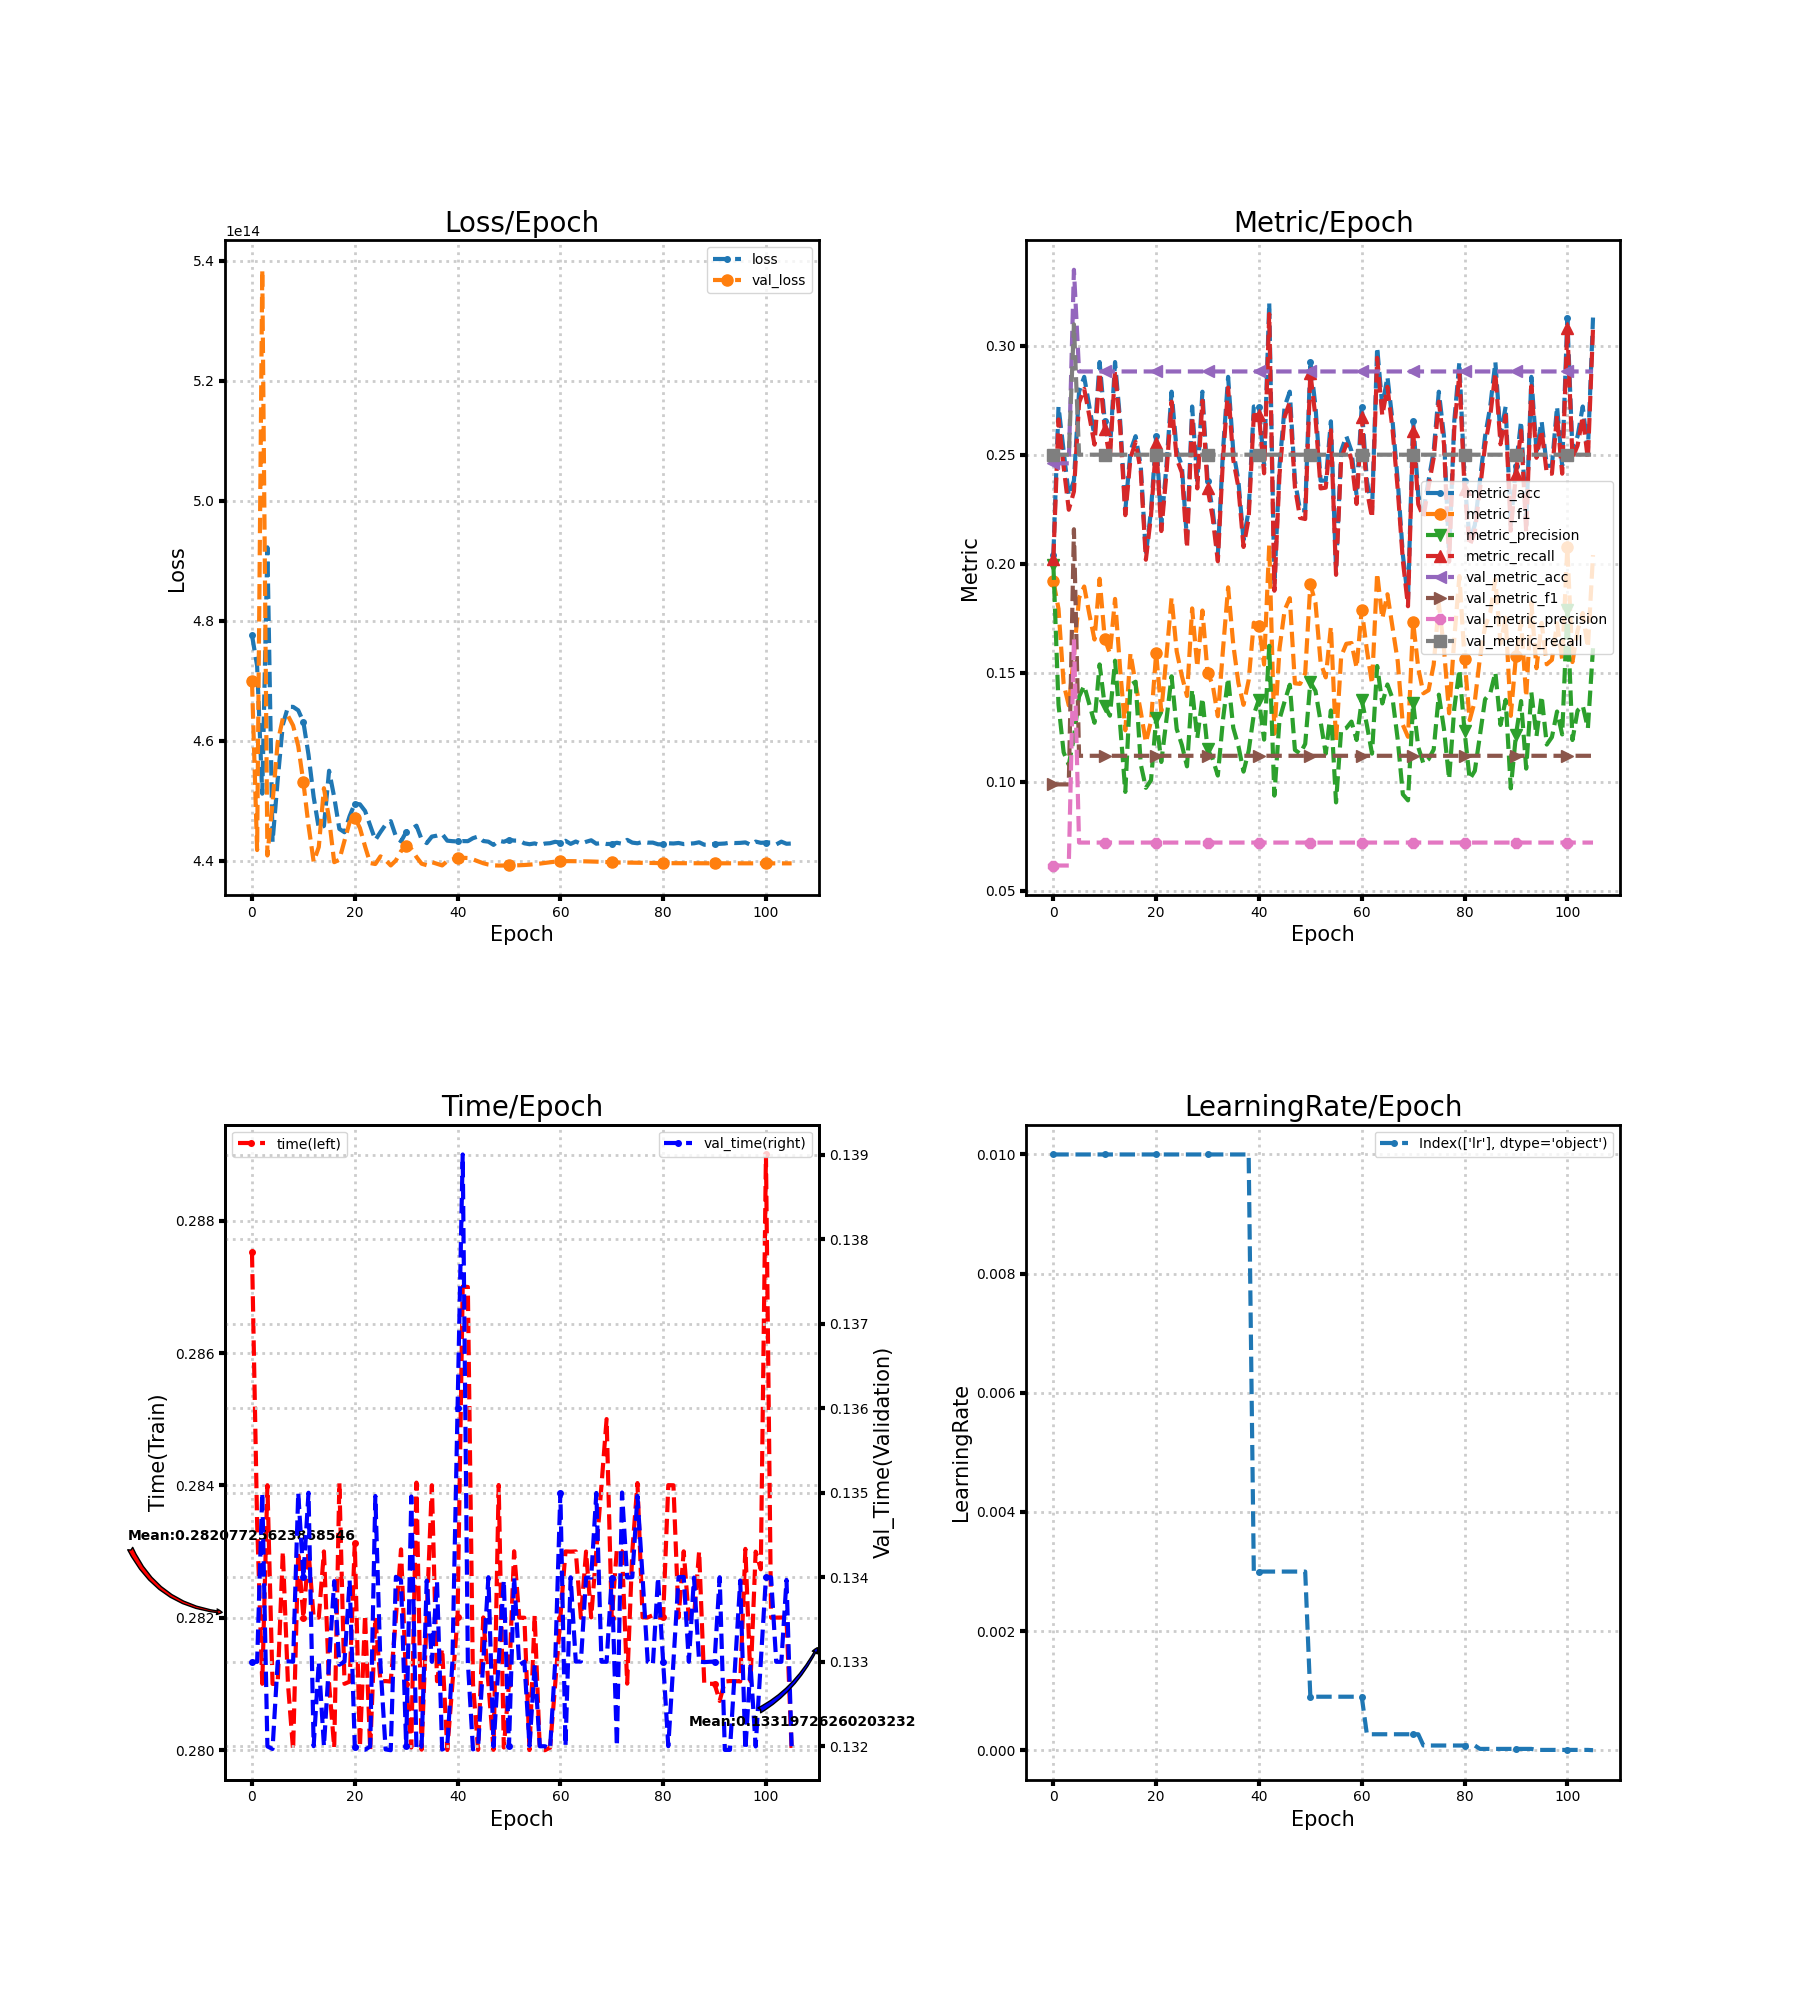 Loss/Epoch
1e14
5.4
5.2
5.0
4.8
4.6
4.4
Loss
0
20
40
60
80
100
Epoch
loss
val_loss
Metric/Epoch
0.30
0.25
0.20
0.15
0.10
0.05
Metric
0
20
40
60
80
100
Epoch
metric_acc
metric_f1
metric_precision
metric_recall
val_metric_acc
val_metric_f1
val_metric_precision
val_metric_recall
Time/Epoch
time(left)
val_time(right)
0.288
0.286
0.284
0.282
0.280
Time(Train)
0.139
0.138
0.137
0.136
0.135
0.134
0.133
0.132
Val_Time(Validation)
Mean:0.13319726260203232
0
20
40
60
80
100
Epoch
LearningRate/Epoch
Index(['lr'], dtype='object')
0.010
0.008
0.006
0.004
0.002
0.000
LearningRate
0
20
40
60
80
100
Epoch